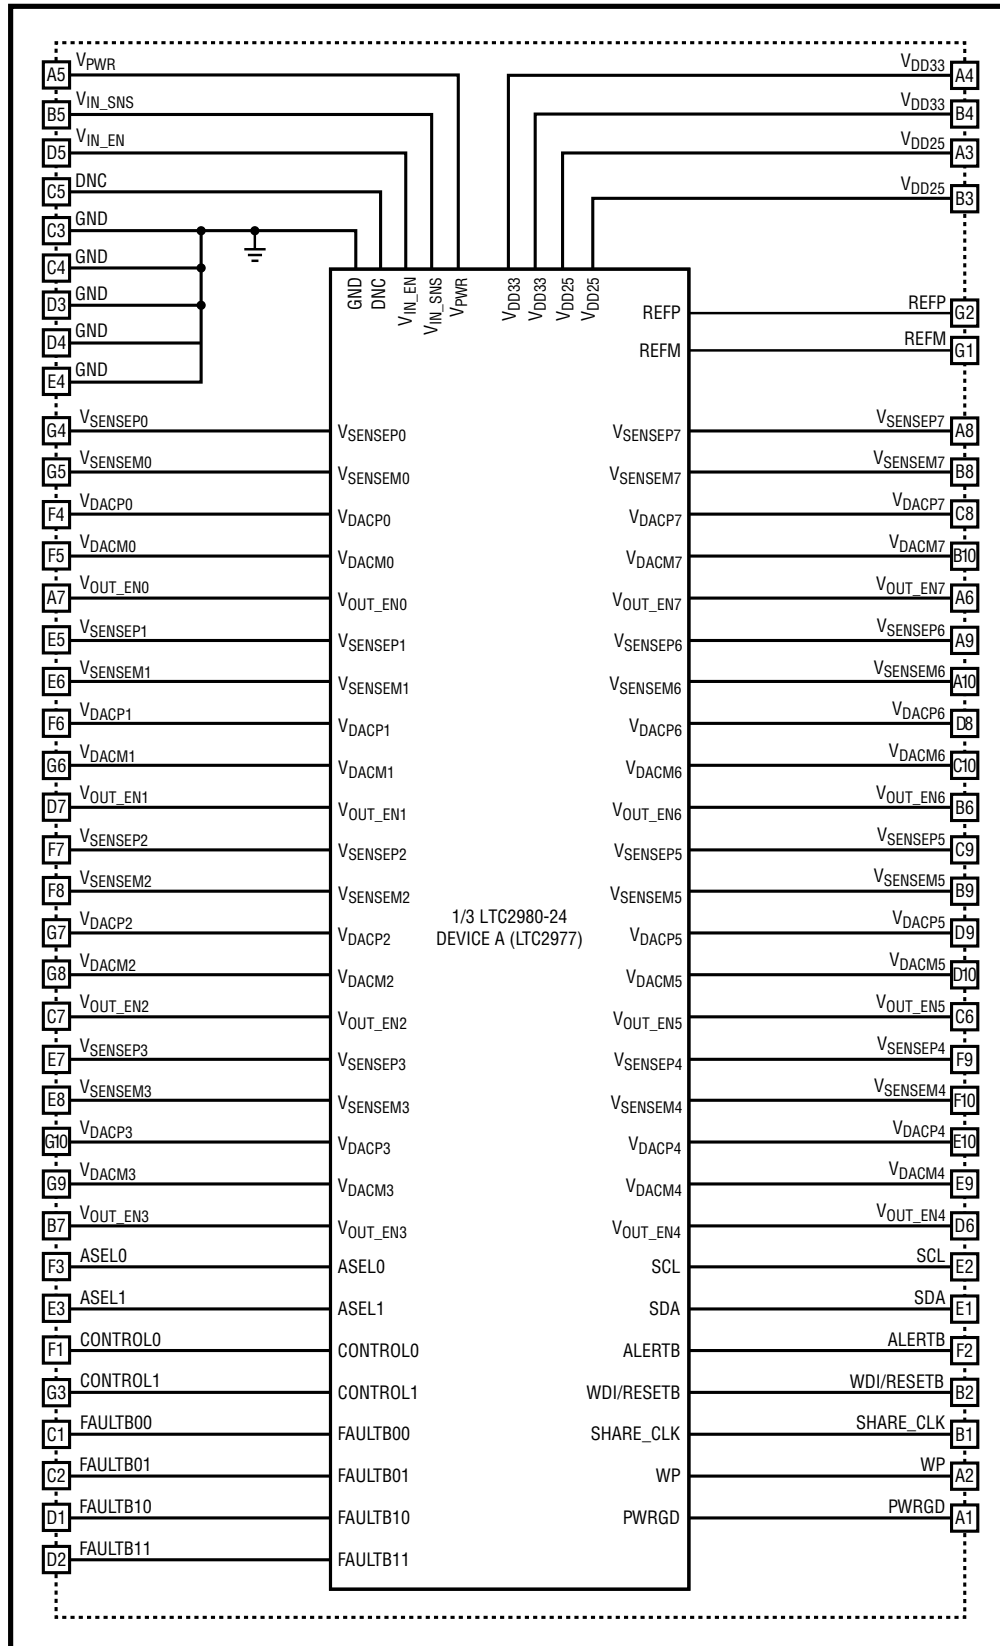 A5 VPWR
B5 VIN_SNS
D5 VIN_EN
C5 DNC
C3 GND
C4 GND
D3 GND
D4 GND
E4 GND
VDD33 A4
VDD33 B4
VDD25 A3
VDD25 B3
GND
DNC
VIN_EN
VIN_SNS
VPWR
VDD33
VDD33
VDD25
VDD25
REFP REFP G2
REFM REFM G1
G4 VSENSEP0 VSENSEP0 VSENSEP7 VSENSEP7 A8
G5 VSENSEM0 VSENSEM0 VSENSEM7 VSENSEM7 B8
F4 VDACP0 VDACP0 VDACP7 VDACP7 C8
F5 VDACM0 VDACM0 VDACM7 VDACM7 B10
A7 VOUT_EN0 VOUT_EN0 VOUT_EN7 VOUT_EN7 A6
E5 VSENSEP1 VSENSEP1 VSENSEP6 VSENSEP6 A9
E6 VSENSEM1 VSENSEM1 VSENSEM6 VSENSEM6 A10
F6 VDACP1 VDACP1 VDACP6 VDACP6 D8
G6 VDACM1 VDACM1 VDACM6 VDACM6 C10
D7 VOUT_EN1 VOUT_EN1 VOUT_EN6 VOUT_EN6 B6
F7 VSENSEP2 VSENSEP2 VSENSEP5 VSENSEP5 C9
F8 VSENSEM2 VSENSEM2 VSENSEM5 VSENSEM5 B9
1/3 LTC2980-24
DEVICE A (LTC2977)
G7 VDACP2 VDACP2 VDACP5 VDACP5 D9
G8 VDACM2 VDACM2 VDACM5 VDACM5 D10
C7 VOUT_EN2 VOUT_EN2 VOUT_EN5 VOUT_EN5 C6
E7 VSENSEP3 VSENSEP3 VSENSEP4 VSENSEP4 F9
E8 VSENSEM3 VSENSEM3 VSENSEM4 VSENSEM4 F10
G10 VDACP3 VDACP3 VDACP4 VDACP4 E10
G9 VDACM3 VDACM3 VDACM4 VDACM4 E9
B7 VOUT_EN3 VOUT_EN3 VOUT_EN4 VOUT_EN4 D6
F3 ASEL0 ASEL0 SCL SCL E2
E3 ASEL1 ASEL1 SDA SDA E1
F1 CONTROL0 CONTROL0 ALERTB ALERTB F2
G3 CONTROL1 CONTROL1 WDI/RESETB WDI/RESETB B2
C1 FAULTB00 FAULTB00 SHARE_CLK SHARE_CLK B1
C2 FAULTB01 FAULTB01 WP WP A2
D1 FAULTB10 FAULTB10 PWRGD PWRGD A1
D2 FAULTB11 FAULTB11